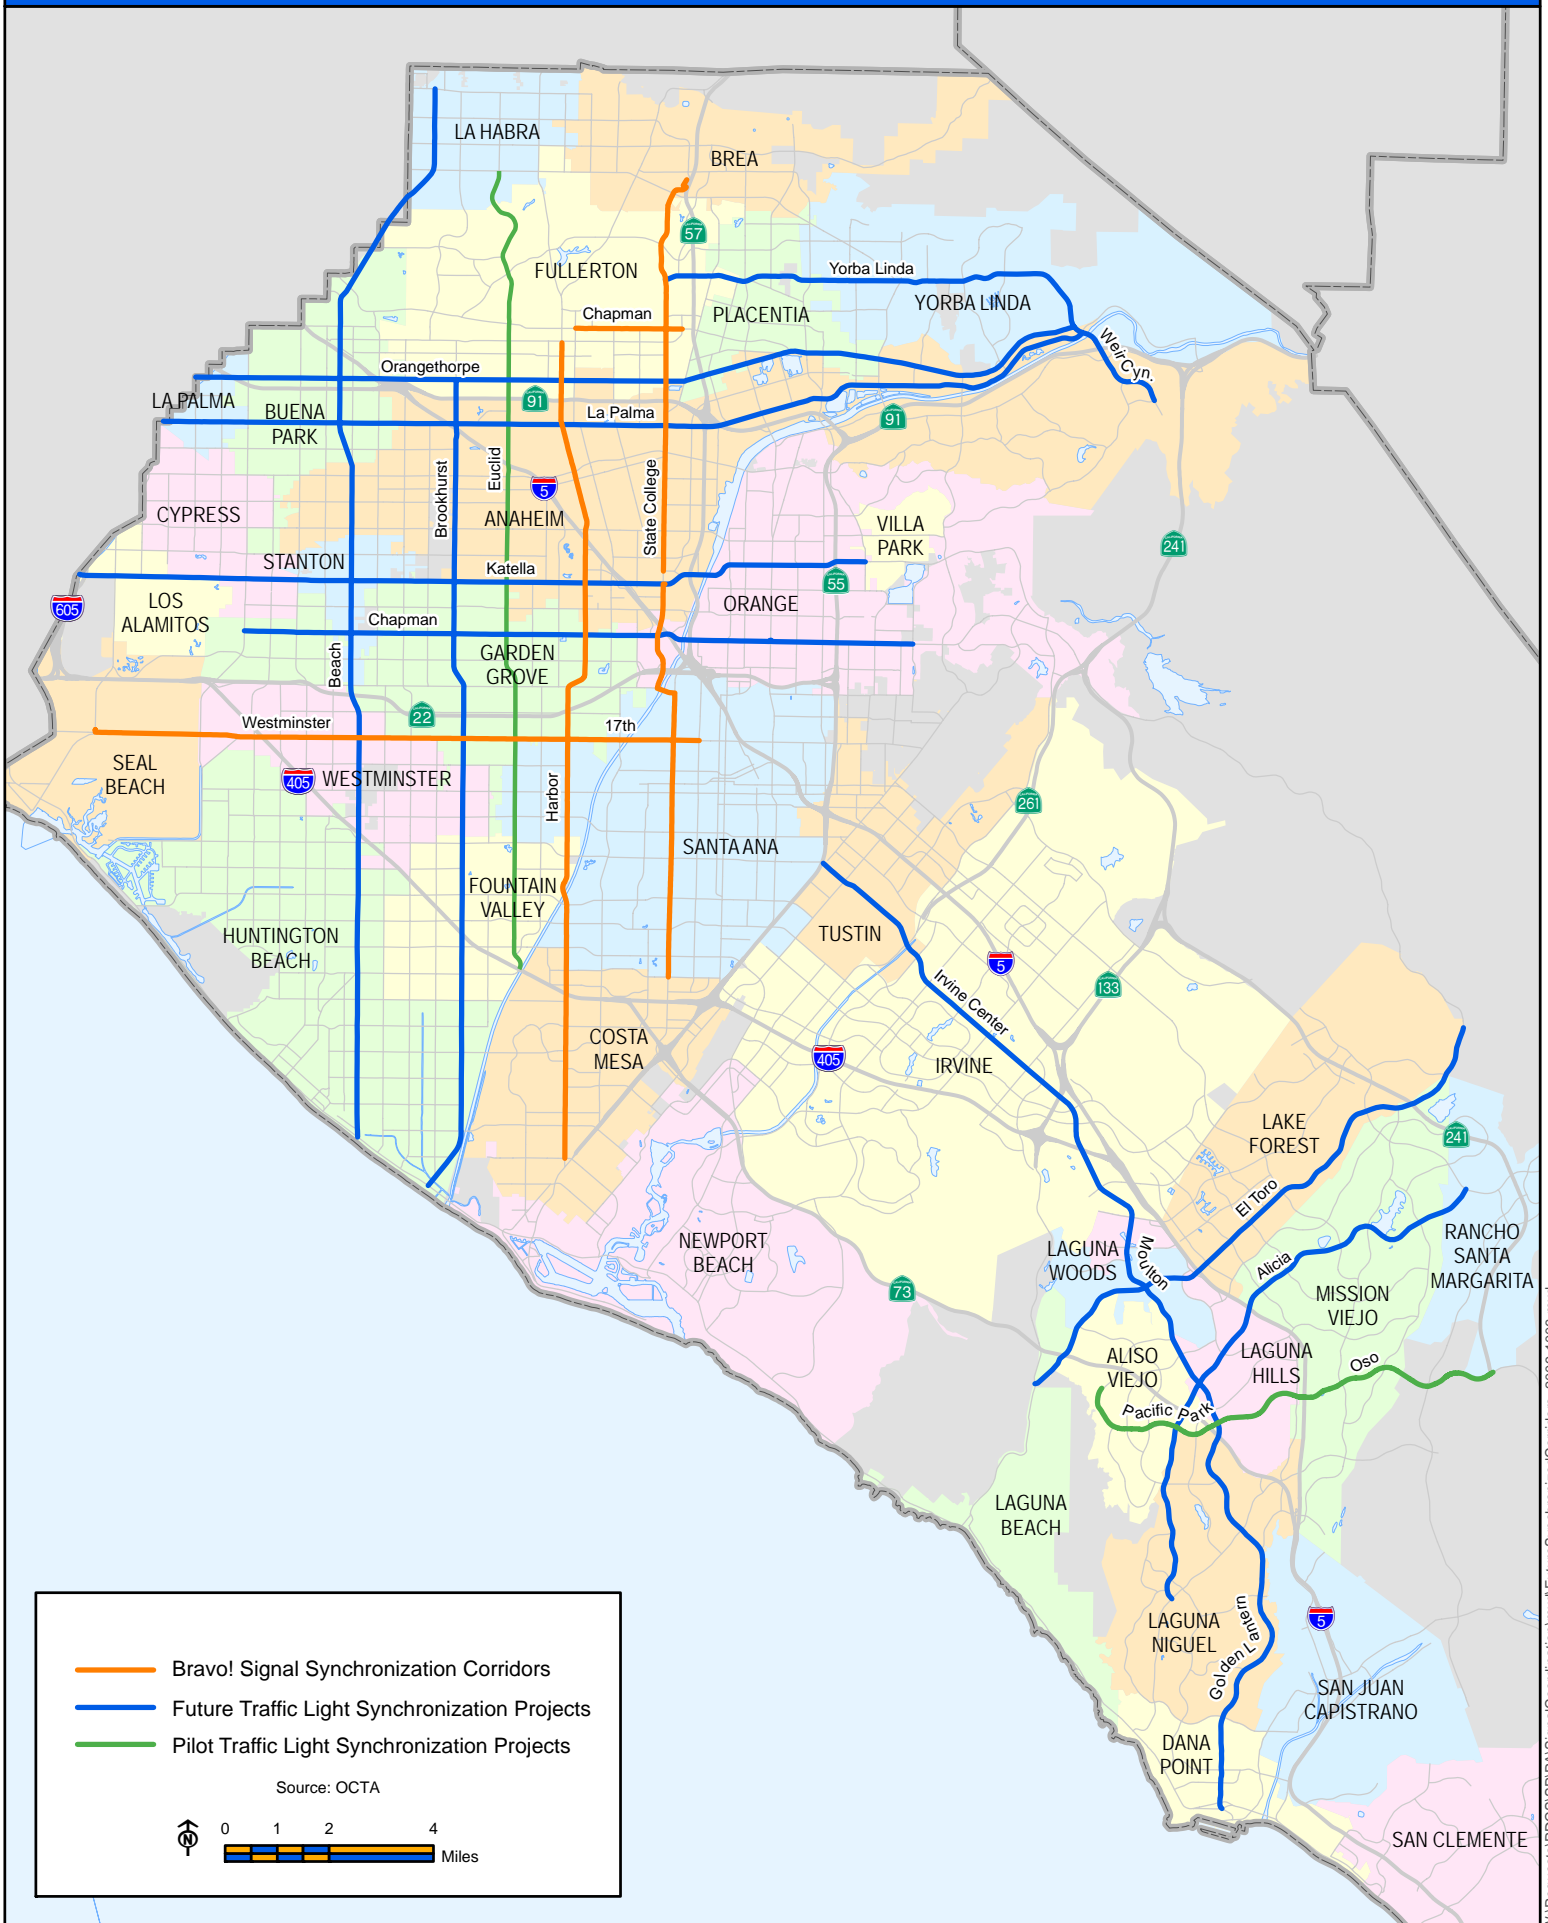 LA HABRA
BREA
57
FULLERTON
Yorba Linda
YORBA LINDA
Chapman
PLACENTIA
Weir Cyn.
Orangethorpe
LA PALMA
BUENA
PARK
91
La Palma
91
Brookhurst
Euclid
State College
5
CYPRESS
ANAHEIM
VILLA
PARK
241
STANTON
Katella
55
605
LOS
ALAMITOS
Chapman
ORANGE
Beach
GARDEN
GROVE
22
Westminster
17th
SEAL
BEACH
405
WESTMINSTER
Harbor
261
SANTA ANA
FOUNTAIN
VALLEY
TUSTIN
HUNTINGTON
BEACH
5
Irvine Center
133
COSTA
MESA
405
IRVINE
LAKE
FOREST
241
El Toro
NEWPORT
BEACH
LAGUNA
WOODS
Moulton
Alicia
RANCHO
SANTA
MARGARITA
73
MISSION
VIEJO
ALISO
VIEJO
LAGUNA
HILLS
Oso
Pacific Park
LAGUNA
BEACH
LAGUNA
NIGUEL
Golden Lantern
5
SAN JUAN
CAPISTRANO
DANA
POINT
SAN CLEMENTE
Bravo! Signal Synchronization Corridors
Future Traffic Light Synchronization Projects
Pilot Traffic Light Synchronization Projects
Source: OCTA
N
0 1 2 4
Miles